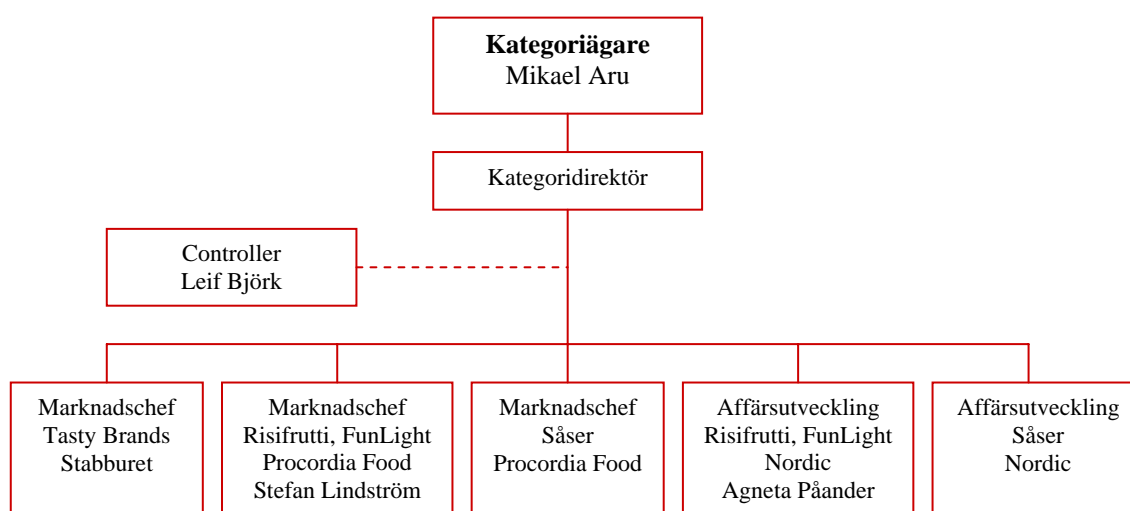 Kategoriägare
Mikael Aru
Kategoridirektör
Controller
Leif Björk
Marknadschef
Tasty Brands
Stabburet
Marknadschef
Risifrutti, FunLight
Procordia Food
Stefan Lindström
Marknadschef
Såser
Procordia Food
Affärsutveckling
Risifrutti, FunLight
Nordic
Agneta Påander
Affärsutveckling
Såser
Nordic